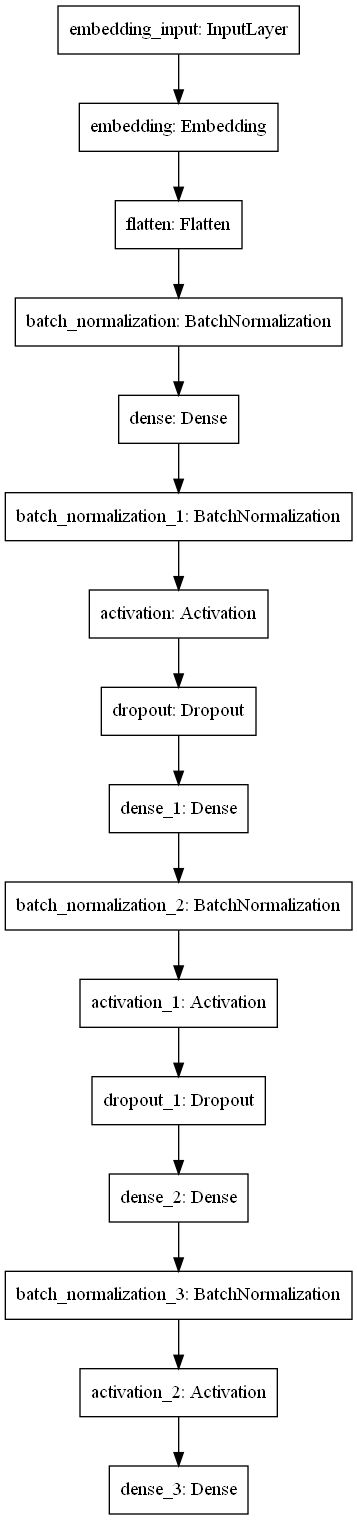 embedding_input: InputLayer
embedding: Embedding
flatten: Flatten
batch_normalization: BatchNormalization
dense: Dense
batch_normalization_1: BatchNormalization
activation: Activation
dropout: Dropout
dense_1: Dense
batch_normalization_2: BatchNormalization
activation_1: Activation
dropout_1: Dropout
dense_2: Dense
batch_normalization_3: BatchNormalization
activation_2: Activation
dense_3: Dense